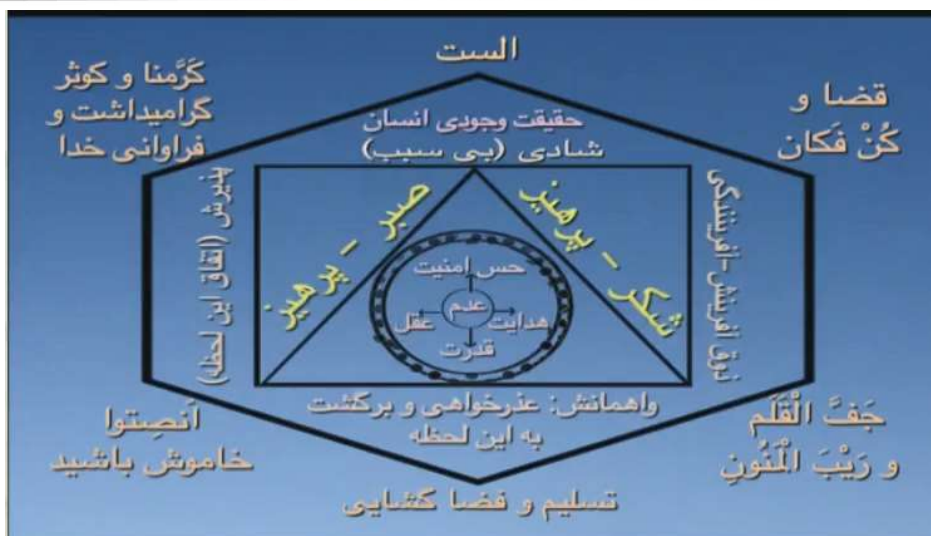 الست
قضا و
کُنْ فَکان
کَرَّمنا و کوثر
گرامیداشت و
فراوانی خدا
حقیقت وجودی انسان
شادی (بی سبب)
ذوق آفرینش-آفرینندگی
پذیرش (اتفاق این لحظه)
شکر - پرهیز
صبر - پرهیز
حس امنیت
هدایت
عدم
عقل
قدرت
واهمانش: عذرخواهی و برگشت
به این لحظه
جَفَّ الْقَلَم
و رَیْبَ الْمَنُونِ
اَنصِتوا
خاموش باشید
تسلیم و فضا گشایی